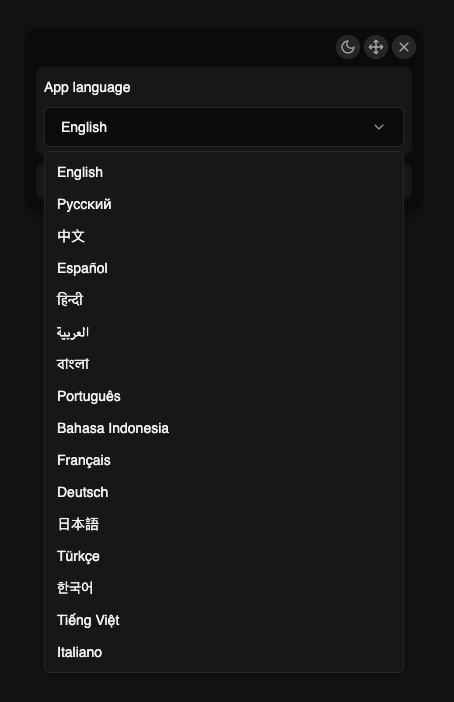 App language
English
English
Русский
中文
Español
हिन्दी
العربية
বাংলা
Português
Bahasa Indonesia
Français
Deutsch
日本語
Türkçe
한국어
Tiếng Việt
Italiano